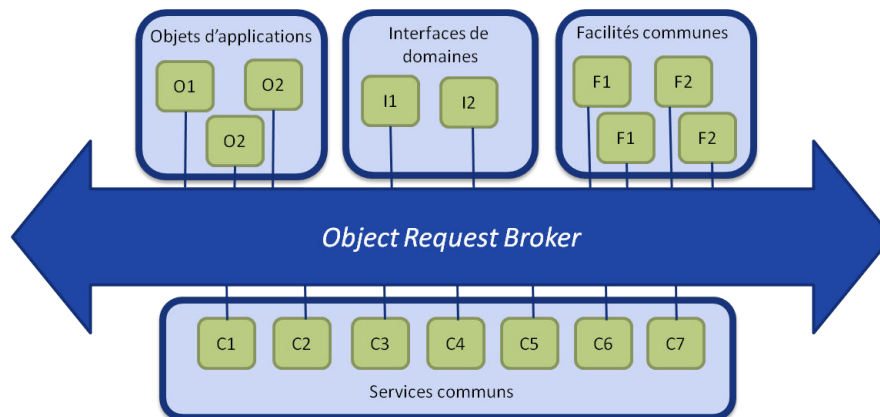 Objets d'applications
O1
O2
O2
Interfaces de
domaines
I1
I2
Facilités communes
F1
F2
F1
F2
Object Request Broker
C1
C2
C3
C4
C5
C6
C7
Services communs